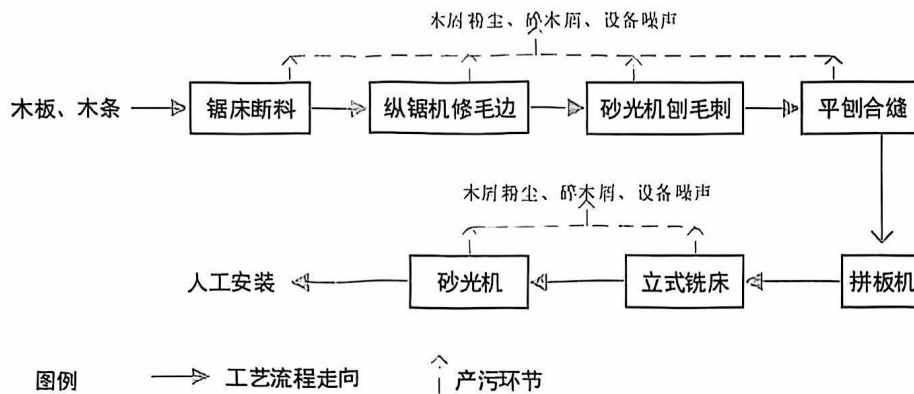 木屑粉尘、碎木屑、设备噪声
木板、木条 锯床断料 纵锯机修毛边 砂光机刨毛刺 平刨合缝
木屑粉尘、碎木屑、设备噪声
人工安装 砂光机 立式铣床 拼板机
图例 工艺流程走向 产污环节